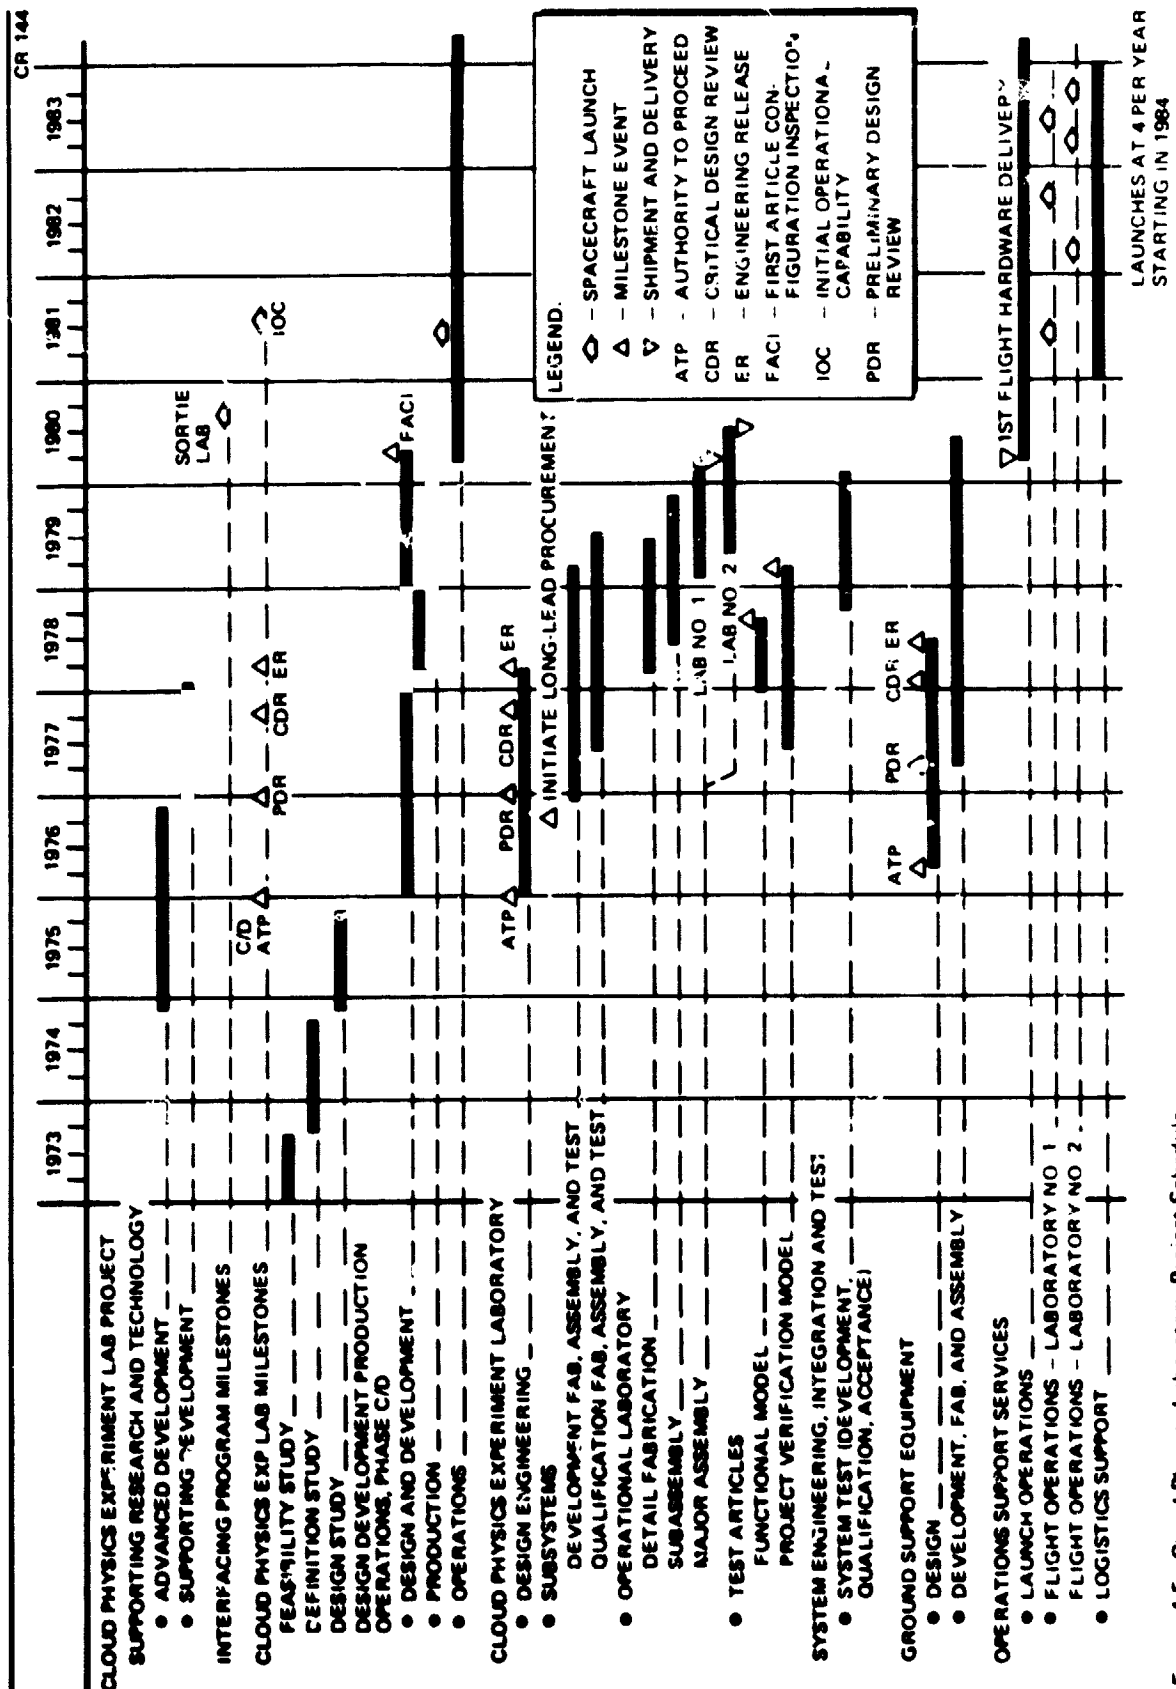 CR 144
1973 1974 1975 1976 1977 1978 1979 1980 1981 1982 1983
CLOUD PHYSICS EXPERIMENT LAB PROJECT
SUPPORTING RESEARCH AND TECHNOLOGY
• ADVANCED DEVELOPMENT
• SUPPORTING DEVELOPMENT
INTERFACING PROGRAM MILESTONES
SORTIE
LAB
CLOUD PHYSICS EXP LAB MILESTONES
C/D
ATP
PDR
CDR
ER
IOC
FEASIBILITY STUDY
DEFINITION STUDY
DESIGN STUDY
DESIGN DEVELOPMENT PRODUCTION
OPERATIONS, PHASE C/D
• DESIGN AND DEVELOPMENT
FACI
• PRODUCTION
• OPERATIONS
CLOUD PHYSICS EXPERIMENT LABORATORY
• DESIGN ENGINEERING
ATP
PDR
CDR
ER
• SUBSYSTEMS
INITIATE LONG-LEAD PROCUREMENT
DEVELOPMENT FAB, ASSEMBLY, AND TEST
QUALIFICATION FAB, ASSEMBLY, AND TEST
• OPERATIONAL LABORATORY
DETAIL FABRICATION
SUBASSEMBLY
MAJOR ASSEMBLY
LAB NO 1
LAB NO 2
• TEST ARTICLES
FUNCTIONAL MODEL
PROJECT VERIFICATION MODEL
SYSTEM ENGINEERING, INTEGRATION AND TEST
• SYSTEM TEST (DEVELOPMENT,
QUALIFICATION, ACCEPTANCE)
GROUND SUPPORT EQUIPMENT
ATP
PDR
CDR
ER
• DESIGN
• DEVELOPMENT, FAB, AND ASSEMBLY
OPERATIONS SUPPORT SERVICES
1ST FLIGHT HARDWARE DELIVERY
• LAUNCH OPERATIONS
• FLIGHT OPERATIONS – LABORATORY NO 1
FLIGHT OPERATIONS – LABORATORY NO 2
• LOGISTICS SUPPORT
LAUNCHES AT 4 PER YEAR
STARTING IN 1984
LEGEND.
– SPACECRAFT LAUNCH
– MILESTONE EVENT
– SHIPMENT AND DELIVERY
ATP - AUTHORITY TO PROCEED
CDR – CRITICAL DESIGN REVIEW
ER – ENGINEERING RELEASE
FACI – FIRST ARTICLE CON-
FIGURATION INSPECTION
IOC – INITIAL OPERATIONAL
CAPABILITY
PDR – PRELIMINARY DESIGN
REVIEW